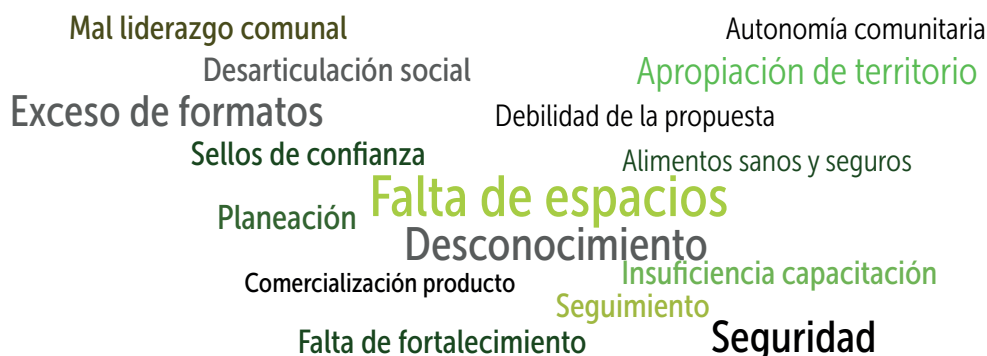 Mal liderazgo comunal
Autonomía comunitaria
Desarticulación social
Apropiación de territorio
Exceso de formatos
Debilidad de la propuesta
Sellos de confianza
Alimentos sanos y seguros
Falta de espacios
Planeación
Desconocimiento
Insuficiencia capacitación
Comercialización producto
Seguimiento
Falta de fortalecimiento
Seguridad